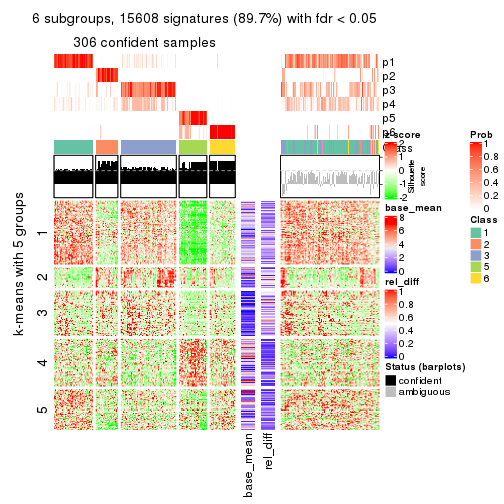 6 subgroups, 15608 signatures (89.7%) with fdr < 0.05
306 confident samples
p1
p2
p3
p4
p5
p6
Class
Silhouette
score
k-means with 5 groups
1
2
3
4
5
base_mean
rel_diff
z-score
2
1
0
-1
-2
base_mean
8
6
4
2
0
rel_diff
1
0.8
0.6
0.4
0.2
0
Status (barplots)
confident
ambiguous
Prob
1
0.8
0.6
0.4
0.2
0
Class
1
2
3
5
6